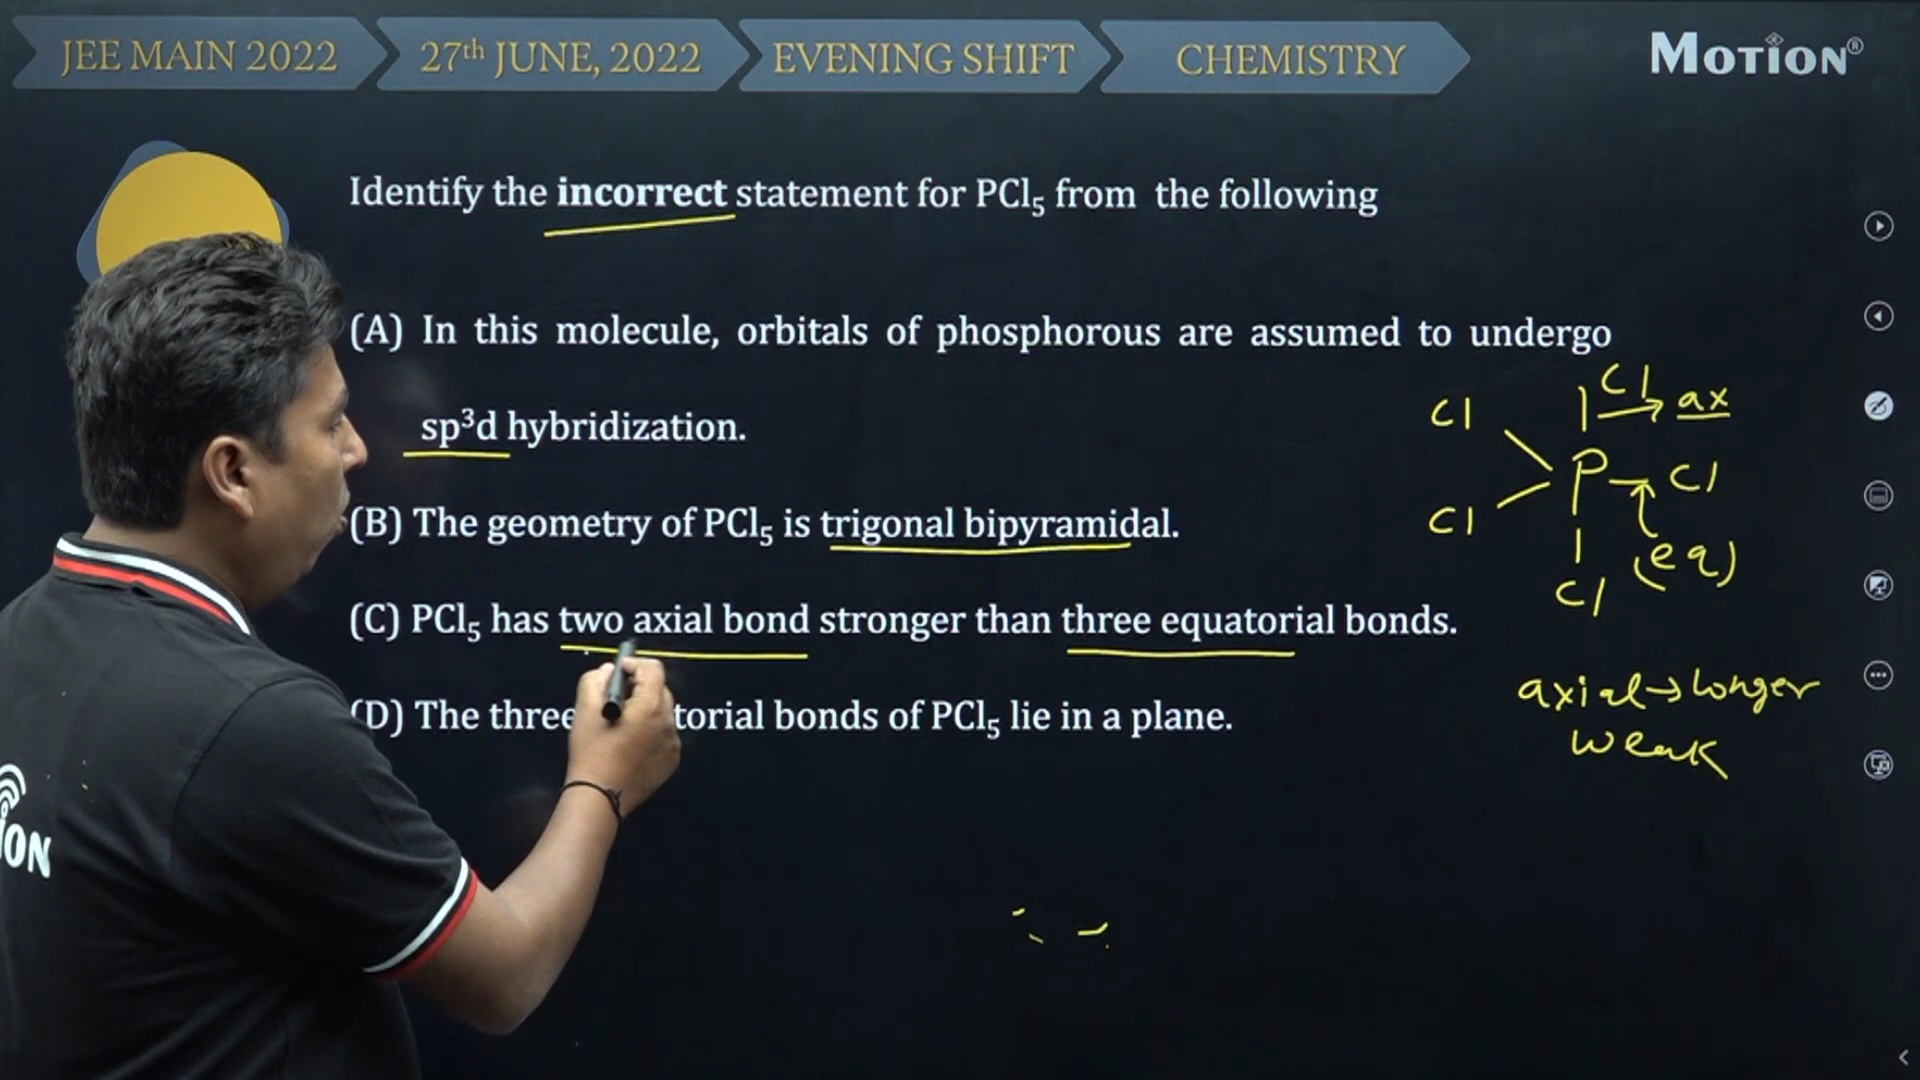 JEE MAIN 2022 27th JUNE, 2022 EVENING SHIFT CHEMISTRY MOTION®
Identify the incorrect statement for PCl5 from the following
(A) In this molecule, orbitals of phosphorous are assumed to undergo
sp³d hybridization.
(B) The geometry of PCl5 is trigonal bipyramidal.
(C) PCl5 has two axial bond stronger than three equatorial bonds.
(D) The three torial bonds of PCl5 lie in a plane.
Cl Cl ax
P Cl
Cl (eq)
Cl
axial → longer
weak
ION